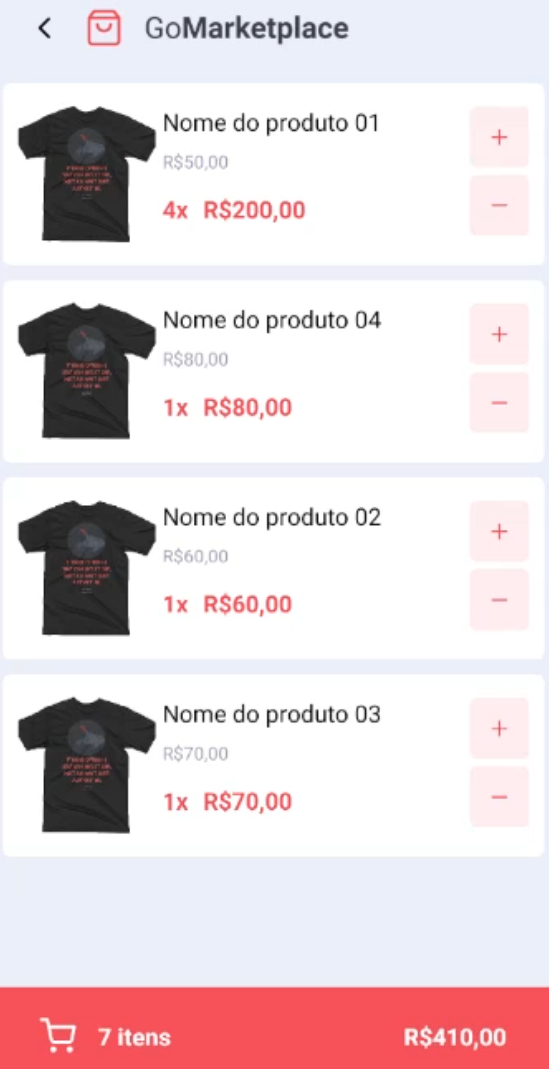 GoMarketplace
Nome do produto 01
R$50,00
4x R$200,00
+
−
Nome do produto 04
R$80,00
1x R$80,00
+
−
Nome do produto 02
R$60,00
1x R$60,00
+
−
Nome do produto 03
R$70,00
1x R$70,00
+
−
7 itens
R$410,00